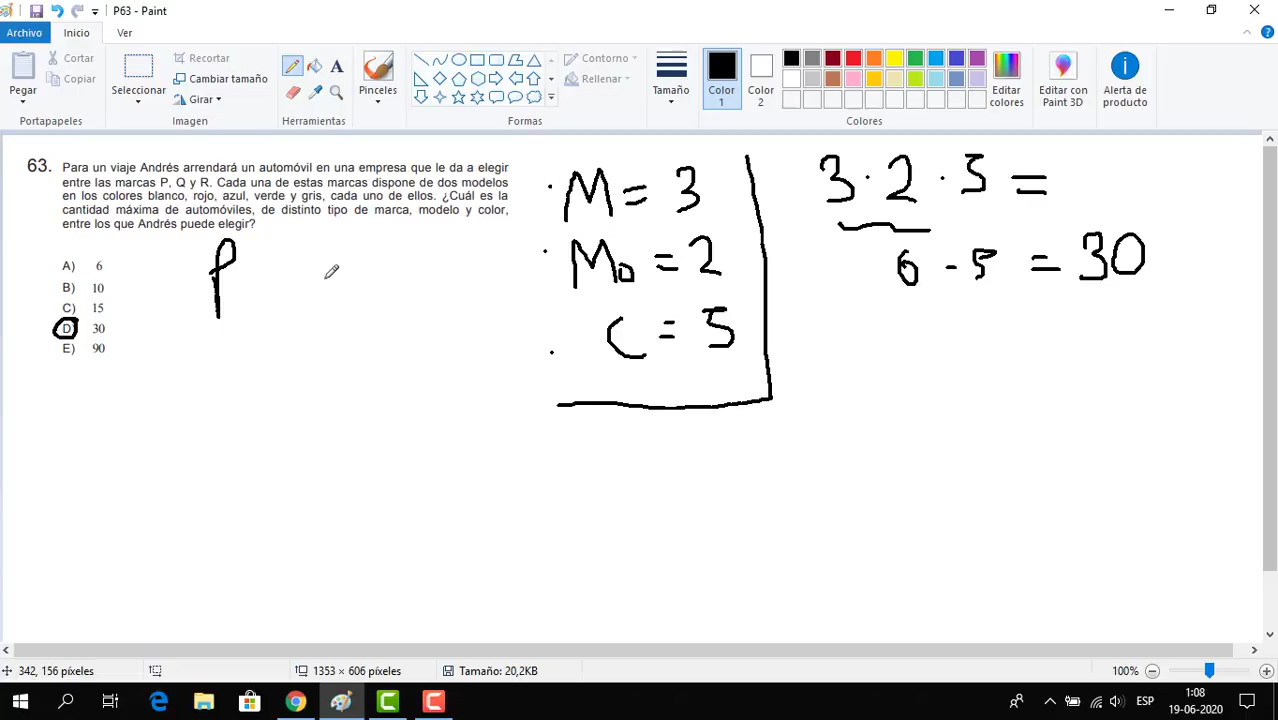 P63 - Paint
Archivo
Inicio
Ver
Pegar
Cortar
Copiar
Portapapeles
Seleccionar
Recortar
Cambiar tamaño
Girar
Imagen
A
Herramientas
Pinceles
Contorno
Rellenar
Formas
Tamaño
Color
1
Color
2
Editar
colores
Colores
Editar con
Paint 3D
Alerta de
producto
63. Para un viaje Andrés arrendará un automóvil en una empresa que le da a elegir
entre las marcas P, Q y R. Cada una de estas marcas dispone de dos modelos
en los colores blanco, rojo, azul, verde y gris, cada uno de ellos. ¿Cuál es la
cantidad máxima de automóviles, de distinto tipo de marca, modelo y color,
entre los que Andrés puede elegir?
A) 6
B) 10
C) 15
D) 30
E) 90
P
· M = 3
· Mo = 2
· C = 5
3 · 2 · 5 =
6 - 5 = 30
342, 156 píxeles
1353 × 606 píxeles
Tamaño: 20,2KB
100%
ESP
1:08
19-06-2020